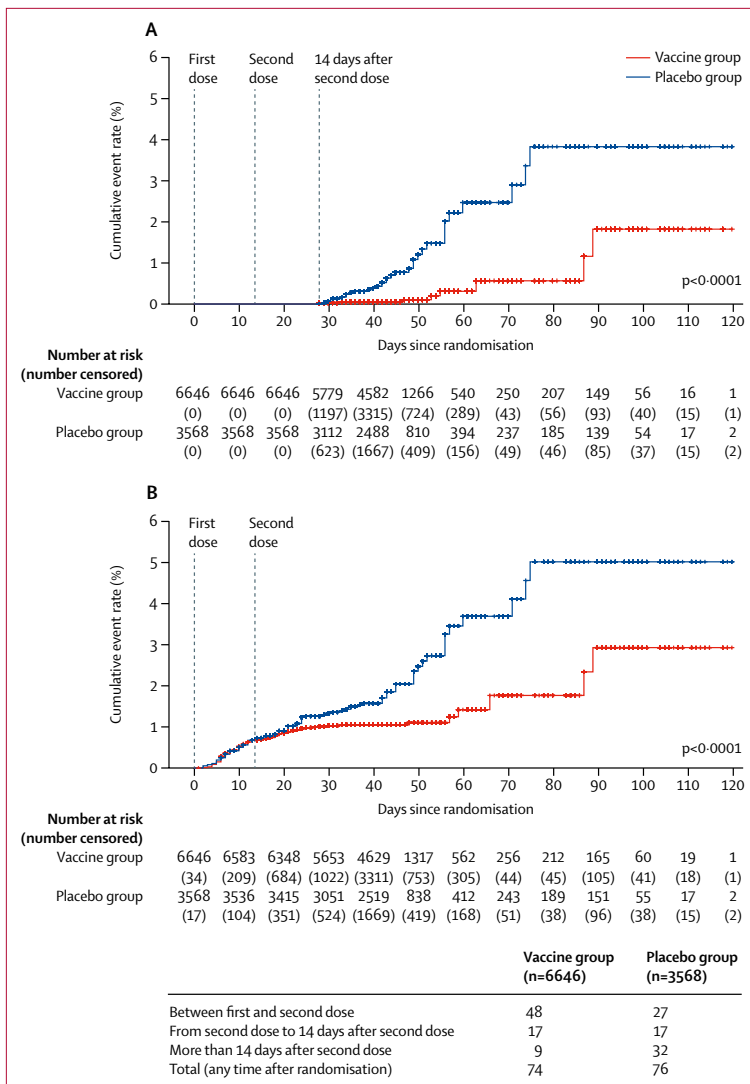 A
First dose
Second dose
14 days after second dose
Vaccine group
Placebo group
6
5
4
3
2
1
0
Cumulative event rate (%)
p<0·0001
0 10 20 30 40 50 60 70 80 90 100 110 120
Days since randomisation
Number at risk
(number censored)
Vaccine group 6646 6646 6646 5779 4582 1266 540 250 207 149 56 16 1
(0) (0) (0) (1197) (3315) (724) (289) (43) (56) (93) (40) (15) (1)
Placebo group 3568 3568 3568 3112 2488 810 394 237 185 139 54 17 2
(0) (0) (0) (623) (1667) (409) (156) (49) (46) (85) (37) (15) (2)
B
First dose
Second dose
6
5
4
3
2
1
0
Cumulative event rate (%)
p<0·0001
0 10 20 30 40 50 60 70 80 90 100 110 120
Days since randomisation
Number at risk
(number censored)
Vaccine group 6646 6583 6348 5653 4629 1317 562 256 212 165 60 19 1
(34) (209) (684) (1022) (3311) (753) (305) (44) (45) (105) (41) (18) (1)
Placebo group 3568 3536 3415 3051 2519 838 412 243 189 151 55 17 2
(17) (104) (351) (524) (1669) (419) (168) (51) (38) (96) (38) (15) (2)
Vaccine group (n=6646) Placebo group (n=3568)
Between first and second dose 48 27
From second dose to 14 days after second dose 17 17
More than 14 days after second dose 9 32
Total (any time after randomisation) 74 76